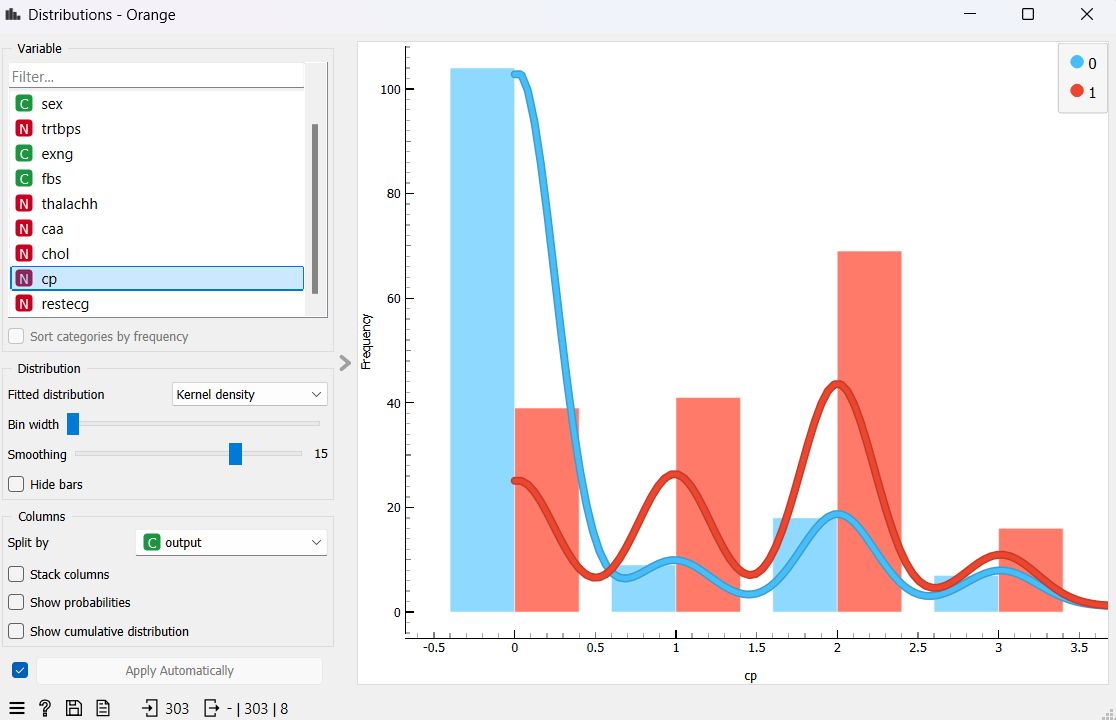 Distributions - Orange
Variable
Filter...
C sex
N trtbps
C exng
C fbs
N thalachh
N caa
N chol
N cp
N restecg
Sort categories by frequency
Distribution
Fitted distribution Kernel density
Bin width
Smoothing 15
Hide bars
Columns
Split by C output
Stack columns
Show probabilities
Show cumulative distribution
Apply Automatically
? 303 - | 303 | 8
Frequency
100
80
60
40
20
0
-0.5 0 0.5 1 1.5 2 2.5 3 3.5
cp
0
1